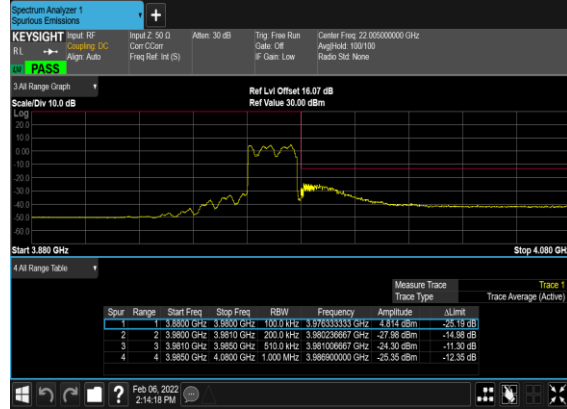 Spectrum Analyzer 1
Spurious Emissions
KEYSIGHT Input: RF Input Z: 50 Ω Atten: 30 dB Trig: Free Run Center Freq: 22.005000000 GHz
RL Coupling: DC Corr CCorr Gate: Off Avg|Hold: 100/100
Align: Auto Freq Ref: Int (S) IF Gain: Low Radio Std: None
PASS
3 All Range Graph
Ref Lvl Offset 16.07 dB
Scale/Div 10.0 dB Ref Value 30.00 dBm
Log
20.0
10.0
0.00
-10.0
-20.0
-30.0
-40.0
-50.0
-60.0
Start 3.880 GHz Stop 4.080 GHz
4 All Range Table
Measure Trace Trace 1
Trace Type Trace Average (Active)
Spur Range Start Freq Stop Freq RBW Frequency Amplitude ΔLimit
1 1 3.8800 GHz 3.9800 GHz 100.0 kHz 3.976333333 GHz 4.814 dBm -25.19 dB
2 2 3.9800 GHz 3.9810 GHz 200.0 kHz 3.980236667 GHz -27.98 dBm -14.98 dB
3 3 3.9810 GHz 3.9850 GHz 510.0 kHz 3.981006667 GHz -24.30 dBm -11.30 dB
4 4 3.9850 GHz 4.0800 GHz 1.000 MHz 3.986900000 GHz -25.35 dBm -12.35 dB
? Feb 06, 2022
2:14:18 PM